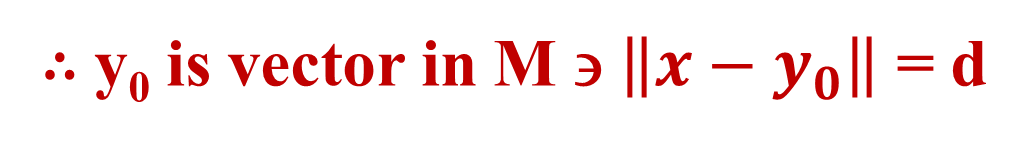 ∴ y₀ is vector in M ∍ ‖x − y₀‖ = d